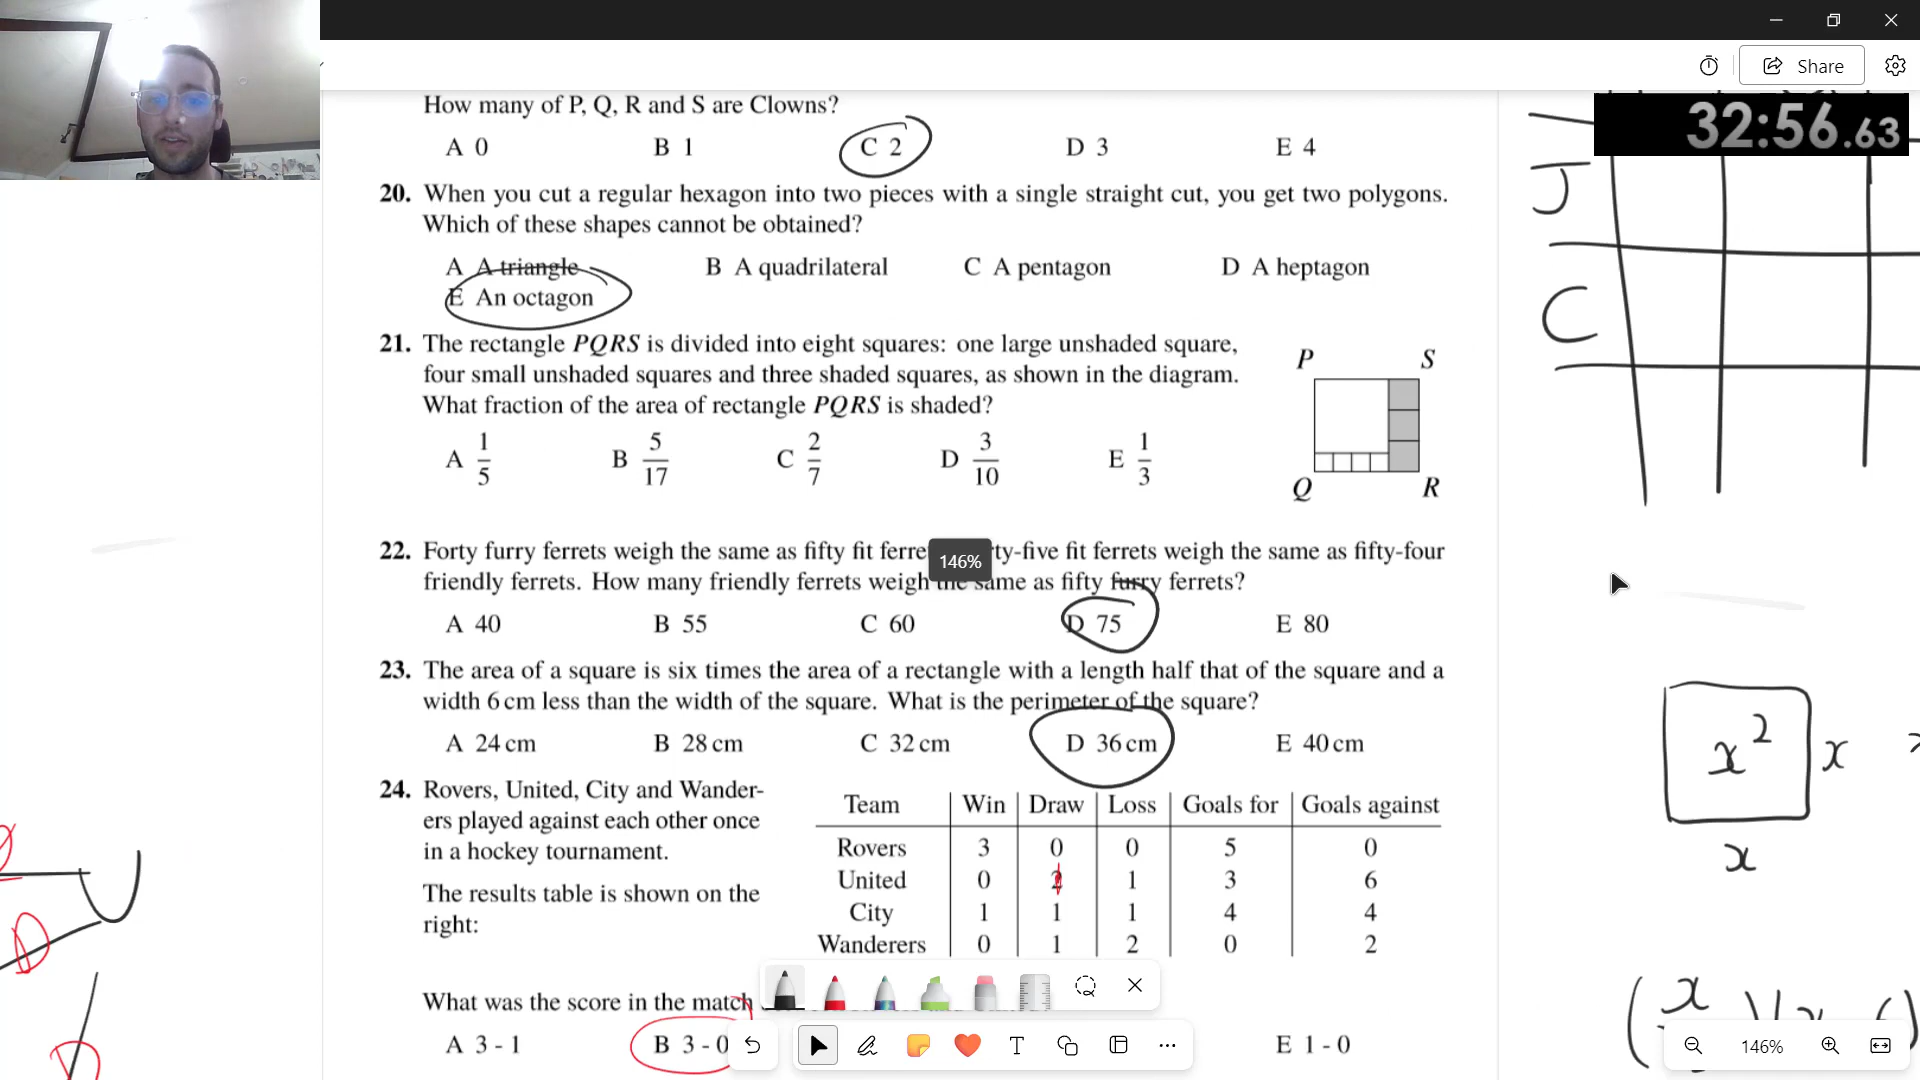 Share
32:56.63
How many of P, Q, R and S are Clowns?
A 0 B 1 C 2 D 3 E 4
20. When you cut a regular hexagon into two pieces with a single straight cut, you get two polygons.
Which of these shapes cannot be obtained?
A A triangle B A quadrilateral C A pentagon D A heptagon
E An octagon
J
C
21. The rectangle PQRS is divided into eight squares: one large unshaded square,
four small unshaded squares and three shaded squares, as shown in the diagram.
What fraction of the area of rectangle PQRS is shaded?
A 1/5 B 5/17 C 2/7 D 3/10 E 1/3
P S
Q R
22. Forty furry ferrets weigh the same as fifty fit ferre ty-five fit ferrets weigh the same as fifty-four
146%
friendly ferrets. How many friendly ferrets weigh the same as fifty furry ferrets?
A 40 B 55 C 60 D 75 E 80
23. The area of a square is six times the area of a rectangle with a length half that of the square and a
width 6 cm less than the width of the square. What is the perimeter of the square?
A 24 cm B 28 cm C 32 cm D 36 cm E 40 cm
x² x
x
24. Rovers, United, City and Wander-
ers played against each other once
in a hockey tournament.
The results table is shown on the
right:
Team Win Draw Loss Goals for Goals against
Rovers 3 0 0 5 0
United 0 2 1 3 6
City 1 1 1 4 4
Wanderers 0 1 2 0 2
U
D
D
What was the score in the match
A 3 - 1 B 3 - 0 E 1 - 0
146%